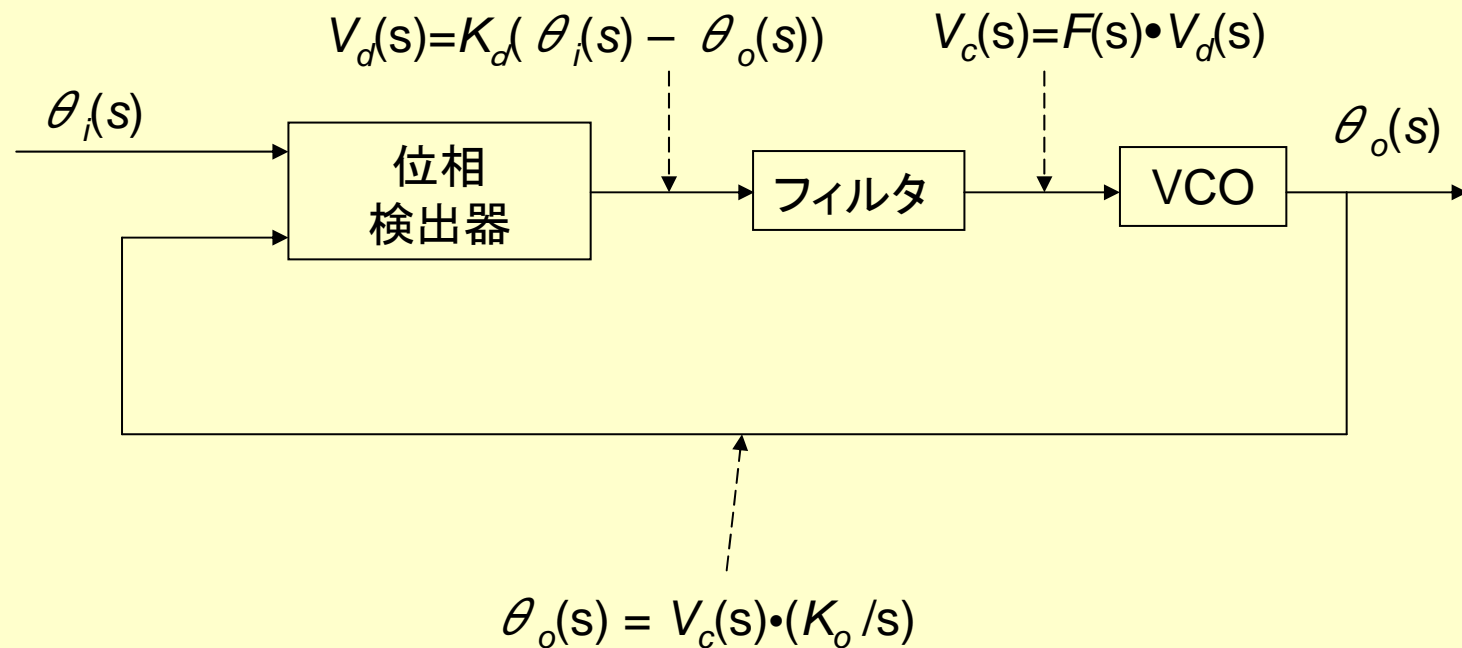 V_d(s)=K_d( θ_i(s) − θ_o(s))
V_c(s)=F(s)•V_d(s)
θ_i(s)
位相
検出器
フィルタ
VCO
θ_o(s)
θ_o(s) = V_c(s)•(K_o /s)